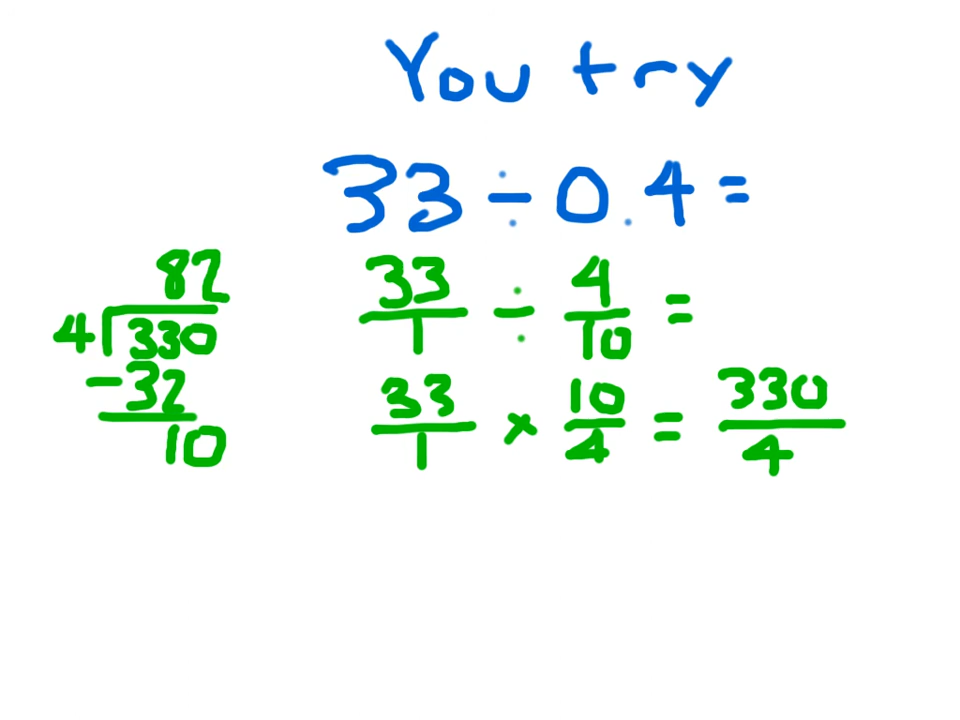 You try
33 ÷ 0.4 =
33/1 ÷ 4/10 =
33/1 × 10/4 = 330/4
82
4)330
-32
10